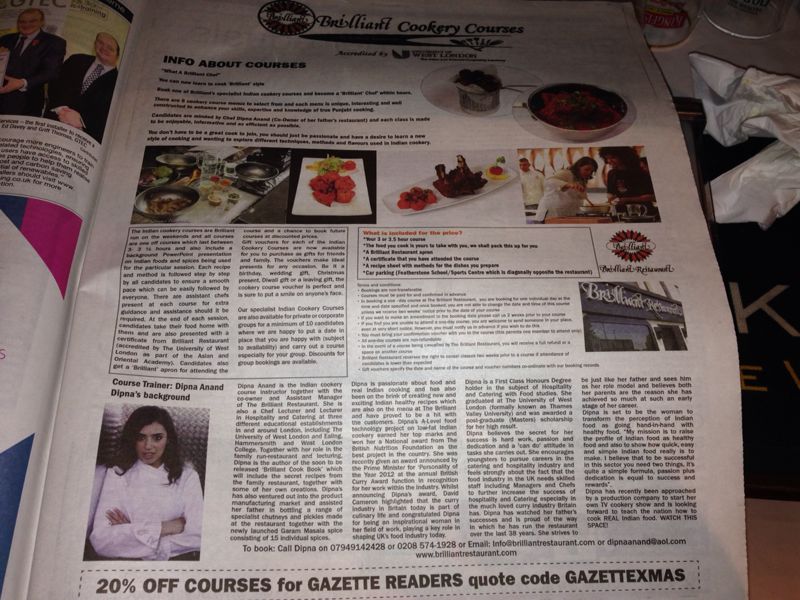 Brilliant Cookery Courses
Accredited by UNIVERSITY OF WEST LONDON
INFO ABOUT COURSES
"What A Brilliant Chef"
You can now learn to cook 'Brilliant' style
Book one of Brilliant's specialist Indian cookery courses and become a 'Brilliant' Chef within hours.
There are 6 cookery course menus to select from and each menu is unique, interesting and well
constructed to enhance your skills, expertise and knowledge of true Punjabi cooking.
Candidates are minded by Chef Dipna Anand (Co-Owner of her father's restaurant) and each class is made
to be enjoyable, informative and as efficient as possible.
You don't have to be a great cook to join, you should just be passionate and have a desire to learn a new
style of cooking and wanting to explore different techniques, methods and flavours used in Indian cookery.
The Indian cookery courses are Brilliant
run on the weekends and all courses
are one off courses which last between
3- 3 ½ hours and also include a
background PowerPoint presentation
on Indian foods and spices being used
for the particular session. Each recipe
and method is followed step by step
by all candidates to ensure a smooth
pace which can be easily followed by
everyone. There are assistant chefs
present at each course for extra
guidance and assistance should it be
required. At the end of each session,
candidates take their food home with
them and are also presented with a
certificate from Brilliant Restaurant
(accredited by The University of West
London as part of the Asian and
Oriental Academy). Candidates also
get a 'Brilliant' apron for attending the
course and a chance to book future
courses at discounted prices.
Gift vouchers for each of the Indian
Cookery Courses are now available
for you to purchase as gifts for friends
and family. The vouchers make ideal
presents for any occasion. Be it a
birthday, wedding gift, Christmas
present, Diwali gift or a leaving gift, the
cookery course voucher is perfect and
is sure to put a smile on anyone's face.
Our specialist Indian Cookery Courses
are also available for private or corporate
groups for a minimum of 10 candidates
where we are happy to put a date in
place that you are happy with (subject
to availability) and carry out a course
especially for your group. Discounts for
group bookings are available.
What is included for the price?
*Your 3 or 3.5 hour course
*The food you cook is yours to take with you, we shall pack this up for you
*A Brilliant Restaurant apron
*A certificate that you have attended the course
*A recipe sheet with methods for the dishes you prepare
*Car parking (Featherstone School/Sports Centre which is diagonally opposite the restaurant)
Brilliant Restaurant
Terms and conditions:
Bookings are non-transferable
Courses must be paid for and confirmed in advance
Brilliant Restaurant
Course Trainer: Dipna Anand
Dipna's background
Dipna Anand is the Indian cookery
course instructor together with the
co-owner and Assistant Manager
of The Brilliant Restaurant. She is
also a Chef Lecturer and Lecturer
in Hospitality and Catering at three
different educational establishments
in and around London, including The
University of West London and Ealing,
Hammersmith and West London
College. Together with her role in the
family run-restaurant and lecturing,
Dipna is the author of the soon to be
released 'Brilliant Cook Book' which
will include the secret recipes from
the family restaurant, together with
some of her own creations. Dipna's
has also ventured out into the product
manufacturing market and assisted
her father in bottling a range of
specialist chutneys and pickles made
at the restaurant together with the
newly launched Garam Masala spice
consisting of 15 individual spices.
Dipna is passionate about food and
real Indian cooking and has also
been on the brink of creating new and
exciting Indian healthy recipes which
are also on the menu at The Brilliant
and have proved to be a hit with
the customers. Dipna's A-Level food
technology project on low-fat Indian
cookery earned her top marks and
won her a National award from The
British Nutrition Foundation as the
best project in the country. She was
recently given an award announced by
the Prime Minister for 'Personality of
the Year 2012 at the annual British
Curry Award function in recognition
for her work within the industry. Whilst
announcing Dipna's award, David
Cameron highlighted that the curry
industry in Britain today is part of
culinary life and congratulated Dipna
for being an inspirational woman in
her field of work, playing a key role in
shaping UK's food industry today.
Dipna is a First Class Honours Degree
holder in the subject of Hospitality
and Catering with Food studies. She
graduated at The University of West
London (formally known as Thames
Valley University) and was awarded a
post-graduate (Masters) scholarship
for her high result.
Dipna believes the secret for her
success is hard work, passion and
dedication and a 'can do' attitude in
tasks she carries out. She encourages
youngsters to pursue careers in the
catering and hospitality industry and
feels strongly about the fact that the
food industry in the UK needs skilled
staff including Managers and Chefs
to further increase the success of
hospitality and Catering especially in
the much loved curry industry Britain
has. Dipna has watched her father's
successes and is proud of the way
in which he has run the restaurant
over the last 38 years. She strives to
be just like her father and sees him
as her role model and believes both
her parents are the reason she has
achieved so much at such an early
stage of her career.
Dipna is set to be the woman to
transform the perception of Indian
food as going hand-in-hand with
healthy food. "My mission is to raise
the profile of Indian food as healthy
food and also to show how quick, easy
and simple Indian food really is to
make. I believe that to be successful
in this sector you need two things, it's
quite a simple formula, passion plus
dedication is equal to success and
rewards".
Dipna has recently been approached
by a production company to start her
own TV cookery show and is looking
forward to teach the nation how to
cook REAL Indian food. WATCH THIS
SPACE!
To book: Call Dipna on 07949142428 or 0208 574-1928 or Email: Info@brilliantrestaurant.com or dipnaanand@aol.com
www.brilliantrestaurant.com
20% OFF COURSES for GAZETTE READERS quote code GAZETTEXMAS